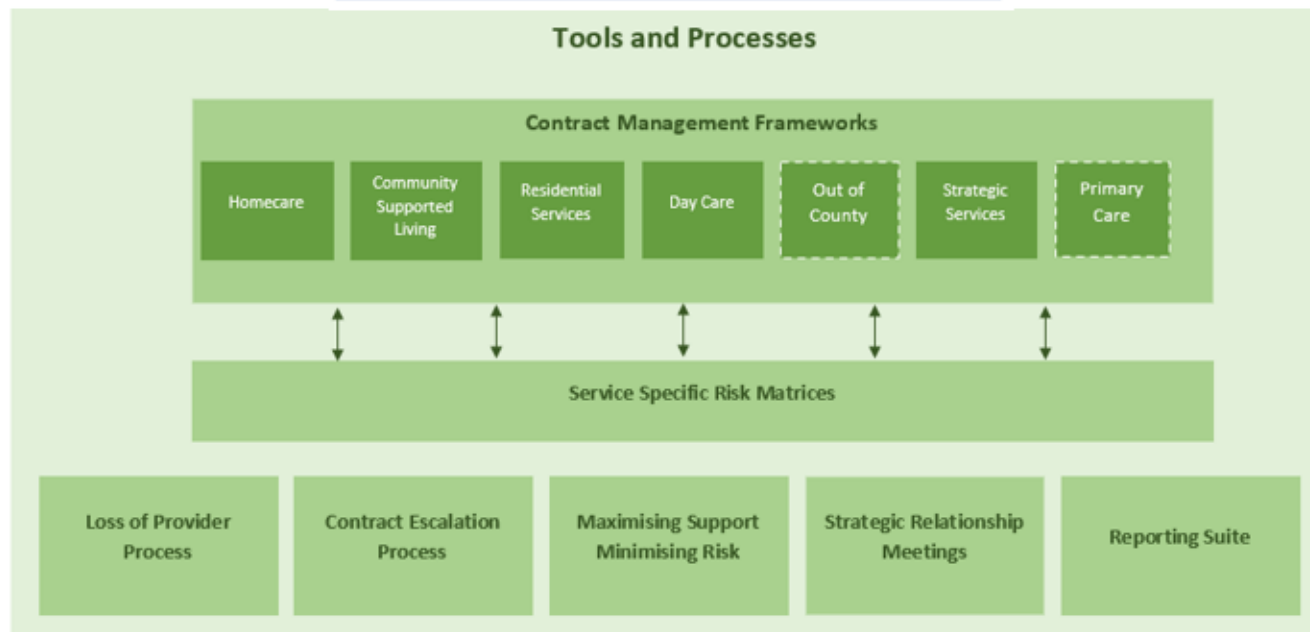 Tools and Processes
Contract Management Frameworks
Homecare
Community
Supported
Living
Residential
Services
Day Care
Out of
County
Strategic
Services
Primary
Care
Service Specific Risk Matrices
Loss of Provider
Process
Contract Escalation
Process
Maximising Support
Minimising Risk
Strategic Relationship
Meetings
Reporting Suite